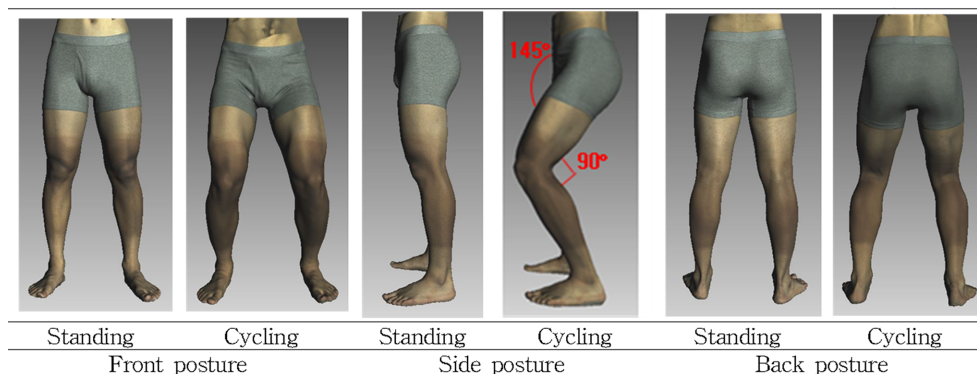 145°
90°
Standing Cycling Standing Cycling Standing Cycling
Front posture Side posture Back posture